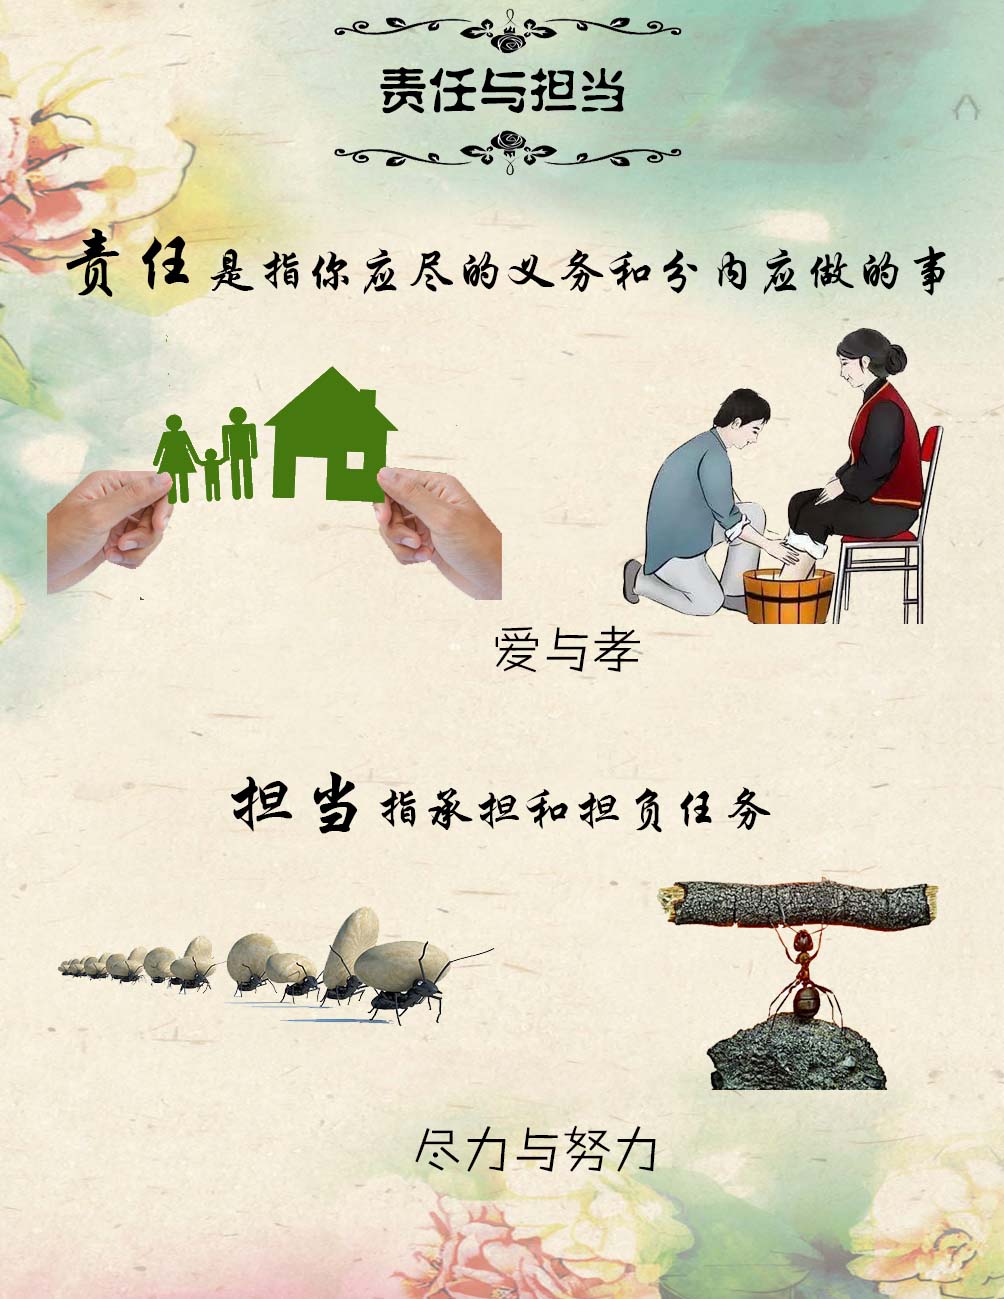 责任与担当
责任是指你应尽的义务和分内应做的事
爱与孝
担当指承担和担负任务
尽力与努力